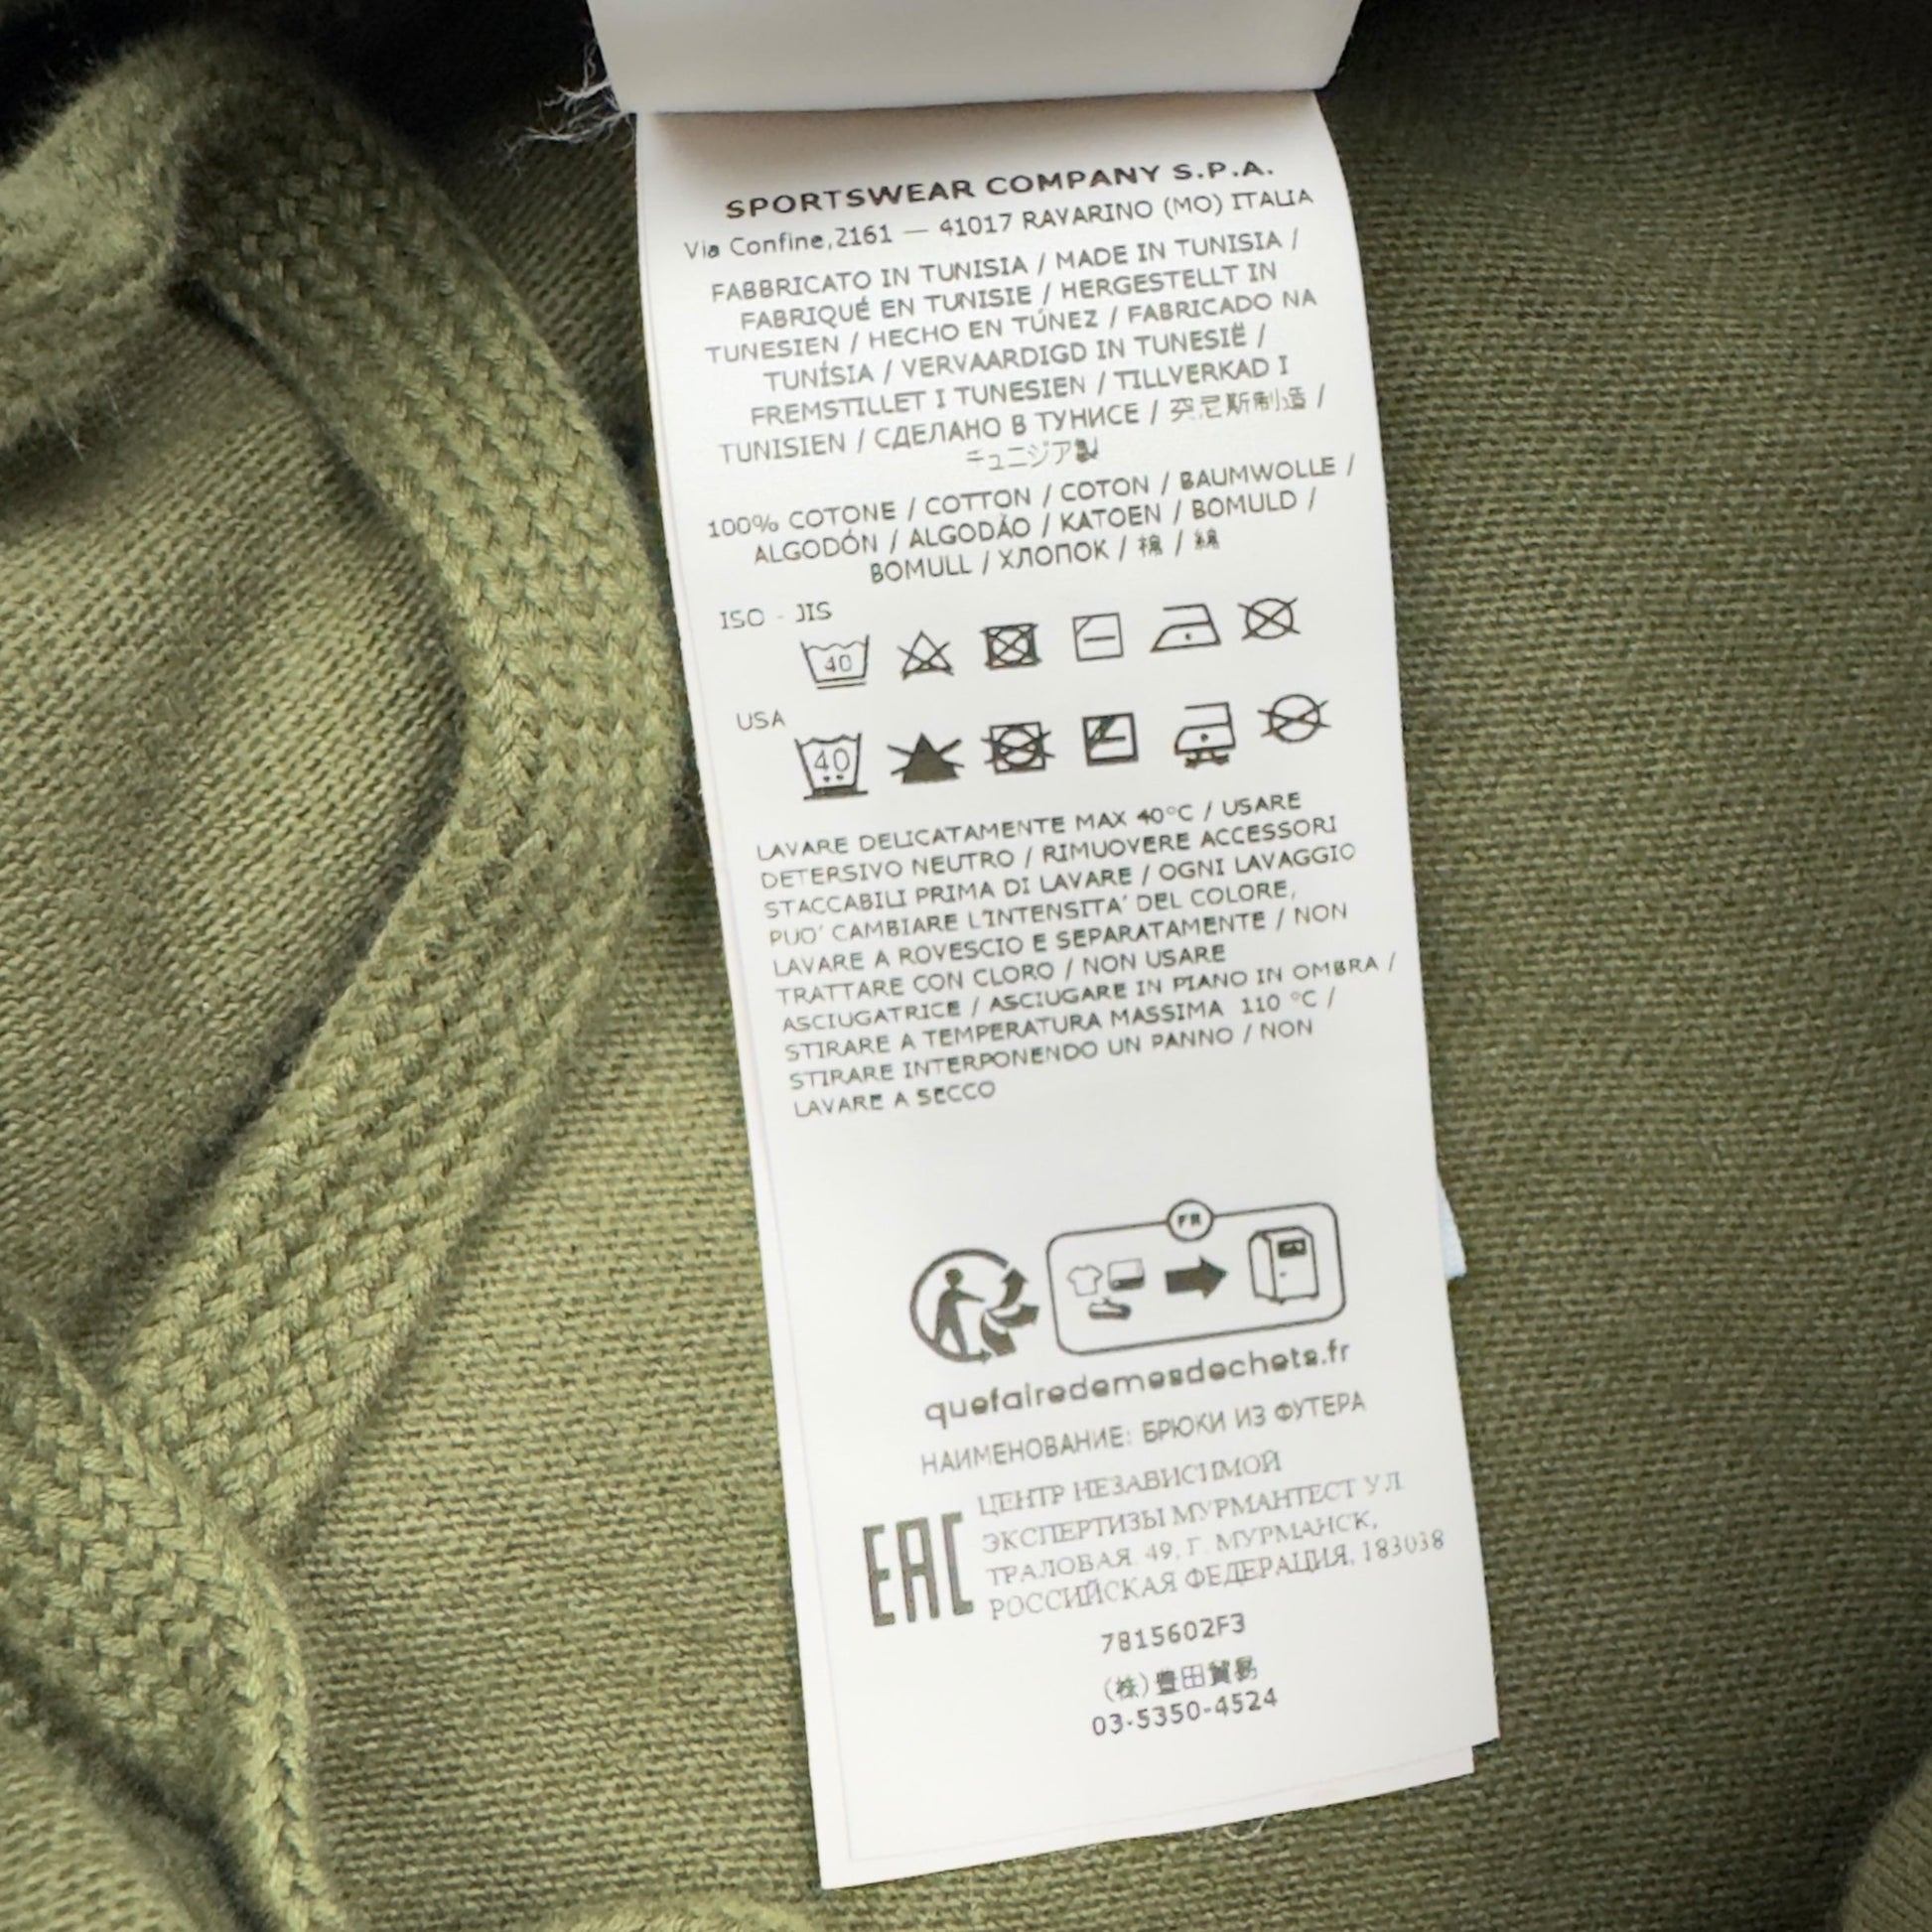 SPORTSWEAR COMPANY S.P.A.
Via Confine,2161 — 41017 RAVARINO (MO) ITALIA
FABBRICATO IN TUNISIA / MADE IN TUNISIA /
FABRIQUÉ EN TUNISIE / HERGESTELLT IN
TUNESIEN / HECHO EN TÚNEZ / FABRICADO NA
TUNÍSIA / VERVAARDIGD IN TUNESIË /
FREMSTILLET I TUNESIEN / TILLVERKAD I
TUNISIEN / СДЕЛАНО В ТУНИСЕ / 突尼斯制造 /
チュニジア製
100% COTONE / COTTON / COTON / BAUMWOLLE /
ALGODÓN / ALGODÃO / KATOEN / BOMULD /
BOMULL / ХЛОПОК / 棉 / 綿
ISO - JIS
40
USA
40
LAVARE DELICATAMENTE MAX 40°C / USARE
DETERSIVO NEUTRO / RIMUOVERE ACCESSORI
STACCABILI PRIMA DI LAVARE / OGNI LAVAGGIO
PUO' CAMBIARE L'INTENSITA' DEL COLORE,
LAVARE A ROVESCIO E SEPARATAMENTE / NON
TRATTARE CON CLORO / NON USARE
ASCIUGATRICE / ASCIUGARE IN PIANO IN OMBRA /
STIRARE A TEMPERATURA MASSIMA 110 °C /
STIRARE INTERPONENDO UN PANNO / NON
LAVARE A SECCO
FR
quefairedemesdechets.fr
НАИМЕНОВАНИЕ: БРЮКИ ИЗ ФУТЕРА
EAC
ЦЕНТР НЕЗАВИСИМОЙ
ЭКСПЕРТИЗЫ МУРМАНТЕСТ УЛ
ТРАЛОВАЯ, 49, Г. МУРМАНСК,
РОССИЙСКАЯ ФЕДЕРАЦИЯ, 183038
7815602F3
(株)豊田貿易
03-5350-4524